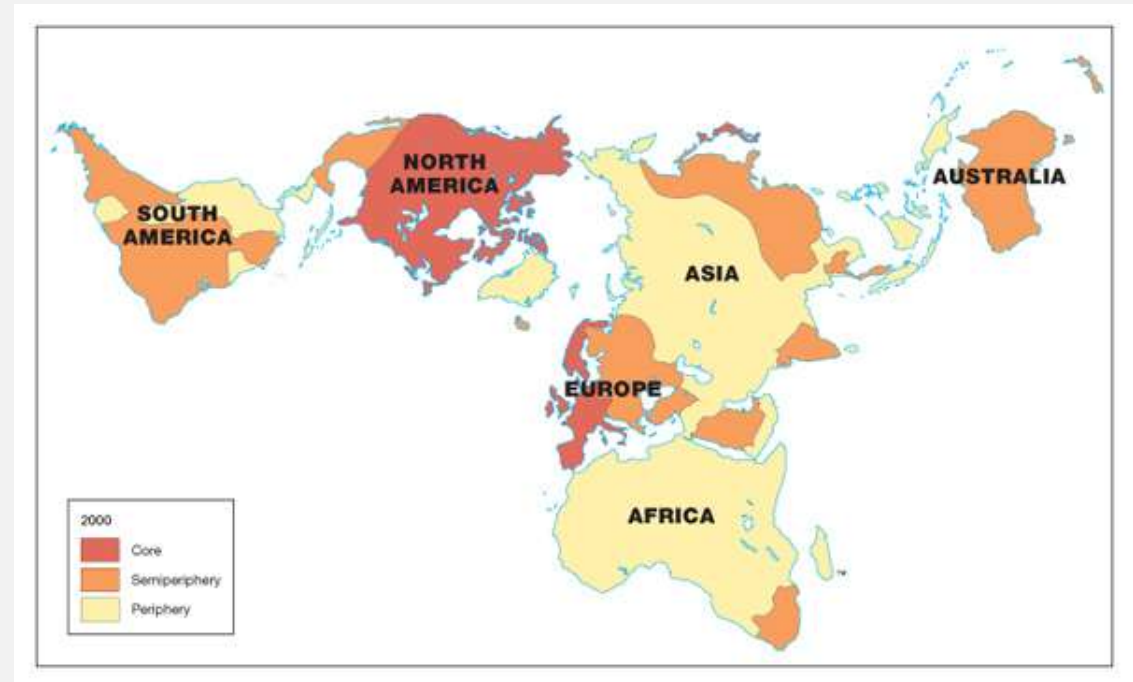 NORTH
AMERICA
SOUTH
AMERICA
AUSTRALIA
ASIA
EUROPE
AFRICA
2000
Core
Semiperiphery
Periphery